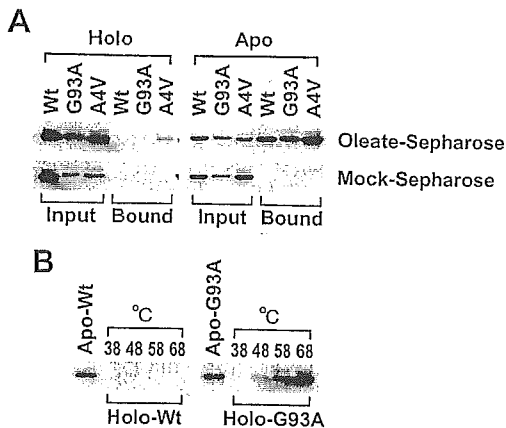 A
Holo Apo
Wt G93A A4V Wt G93A A4V Wt G93A A4V Wt G93A A4V
Oleate-Sepharose
Mock-Sepharose
Input Bound Input Bound
B
Apo-Wt °C Apo-G93A °C
38 48 58 68 38 48 58 68
Holo-Wt Holo-G93A